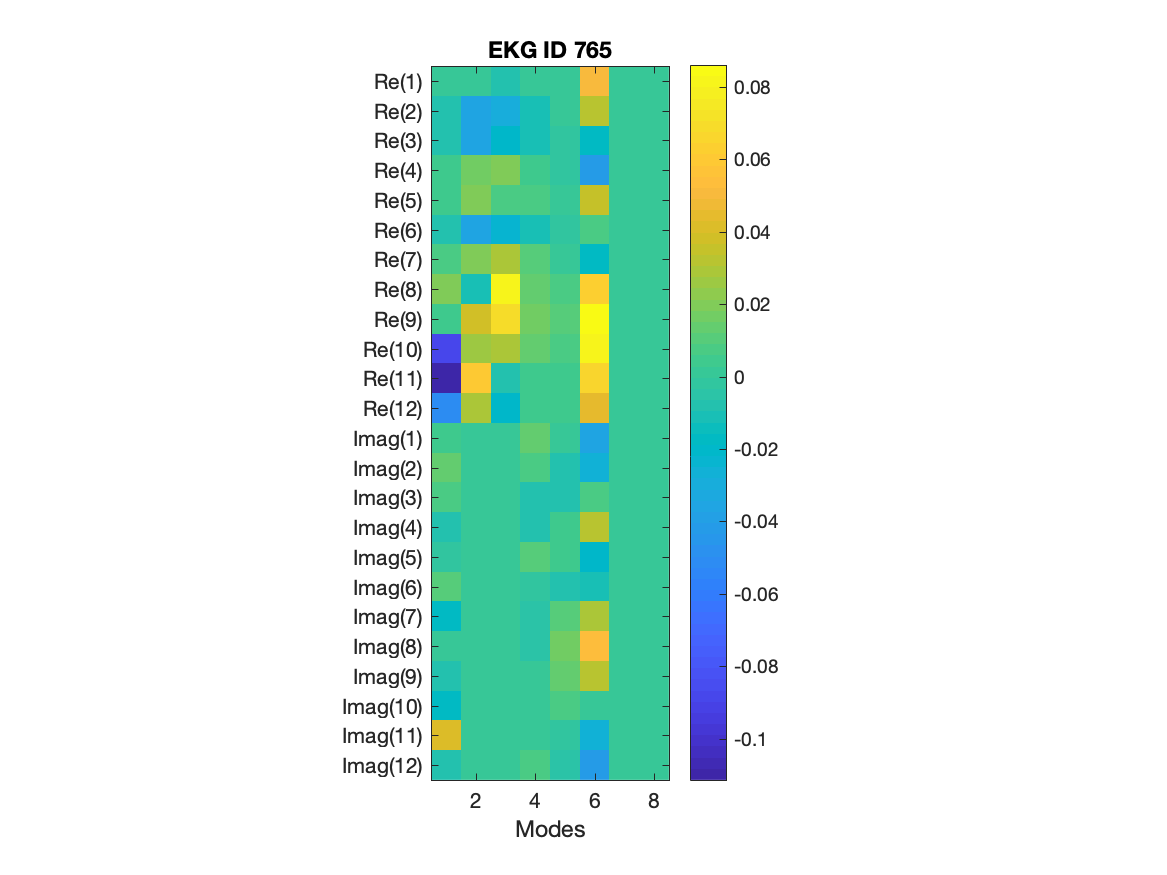 EKG ID 765
Re(1)
Re(2)
Re(3)
Re(4)
Re(5)
Re(6)
Re(7)
Re(8)
Re(9)
Re(10)
Re(11)
Re(12)
Imag(1)
Imag(2)
Imag(3)
Imag(4)
Imag(5)
Imag(6)
Imag(7)
Imag(8)
Imag(9)
Imag(10)
Imag(11)
Imag(12)
2 4 6 8
Modes
0.08
0.06
0.04
0.02
0
-0.02
-0.04
-0.06
-0.08
-0.1